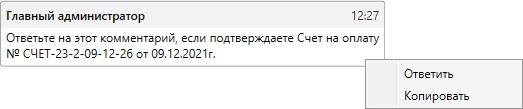 Главный администратор 12:27
Ответьте на этот комментарий, если подтверждаете Счет на оплату
№ СЧЕТ-23-2-09-12-26 от 09.12.2021г.
Ответить
Копировать